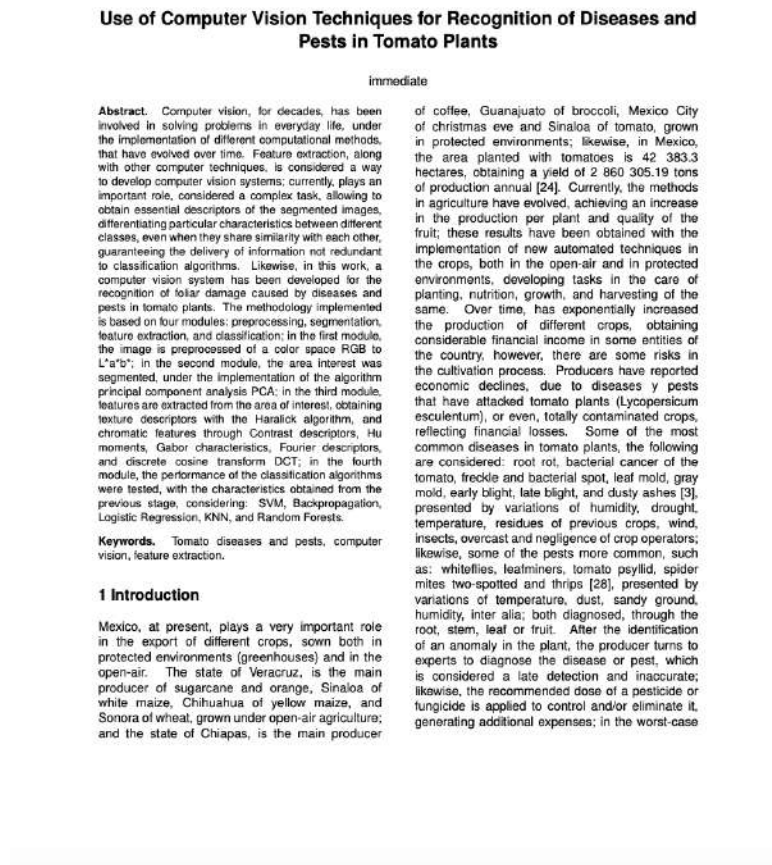 Use of Computer Vision Techniques for Recognition of Diseases and
Pests in Tomato Plants
immediate
Abstract. Computer vision, for decades, has been
involved in solving problems in everyday life, under
the implementation of different computational methods,
that have evolved over time. Feature extraction, along
with other computer techniques, is considered a way
to develop computer vision systems; currently, plays an
important role, considered a complex task, allowing to
obtain essential descriptors of the segmented images,
differentiating particular characteristics between different
classes, even when they share similarity with each other,
guaranteeing the delivery of information not redundant
to classification algorithms. Likewise, in this work, a
computer vision system has been developed for the
recognition of foliar damage caused by diseases and
pests in tomato plants. The methodology implemented
is based on four modules: preprocessing, segmentation,
feature extraction, and classification; in the first module,
the image is preprocessed of a color space RGB to
L*a*b*; in the second module, the area interest was
segmented, under the implementation of the algorithm
principal component analysis PCA; in the third module,
features are extracted from the area of interest, obtaining
texture descriptors with the Haralick algorithm, and
chromatic features through Contrast descriptors, Hu
moments, Gabor characteristics, Fourier descriptors,
and discrete cosine transform DCT; in the fourth
module, the performance of the classification algorithms
were tested, with the characteristics obtained from the
previous stage, considering: SVM, Backpropagation,
Logistic Regression, KNN, and Random Forests.
Keywords. Tomato diseases and pests, computer
vision, feature extraction.
1 Introduction
Mexico, at present, plays a very important role
in the export of different crops, sown both in
protected environments (greenhouses) and in the
open-air. The state of Veracruz, is the main
producer of sugarcane and orange, Sinaloa of
white maize, Chihuahua of yellow maize, and
Sonora of wheat, grown under open-air agriculture;
and the state of Chiapas, is the main producer
of coffee, Guanajuato of broccoli, Mexico City
of christmas eve and Sinaloa of tomato, grown
in protected environments; likewise, in Mexico,
the area planted with tomatoes is 42 383.3
hectares, obtaining a yield of 2 860 305.19 tons
of production annual [24]. Currently, the methods
in agriculture have evolved, achieving an increase
in the production per plant and quality of the
fruit; these results have been obtained with the
implementation of new automated techniques in
the crops, both in the open-air and in protected
environments, developing tasks in the care of
planting, nutrition, growth, and harvesting of the
same. Over time, has exponentially increased
the production of different crops, obtaining
considerable financial income in some entities of
the country, however, there are some risks in
the cultivation process. Producers have reported
economic declines, due to diseases y pests
that have attacked tomato plants (Lycopersicum
esculentum), or even, totally contaminated crops,
reflecting financial losses. Some of the most
common diseases in tomato plants, the following
are considered: root rot, bacterial cancer of the
tomato, freckle and bacterial spot, leaf mold, gray
mold, early blight, late blight, and dusty ashes [3],
presented by variations of humidity, drought,
temperature, residues of previous crops, wind,
insects, overcast and negligence of crop operators;
likewise, some of the pests more common, such
as: whiteflies, leafminers, tomato psyllid, spider
mites two-spotted and thrips [28], presented by
variations of temperature, dust, sandy ground,
humidity, inter alia; both diagnosed, through the
root, stem, leaf or fruit. After the identification
of an anomaly in the plant, the producer turns to
experts to diagnose the disease or pest, which
is considered a late detection and inaccurate;
likewise, the recommended dose of a pesticide or
fungicide is applied to control and/or eliminate it,
generating additional expenses; in the worst-case